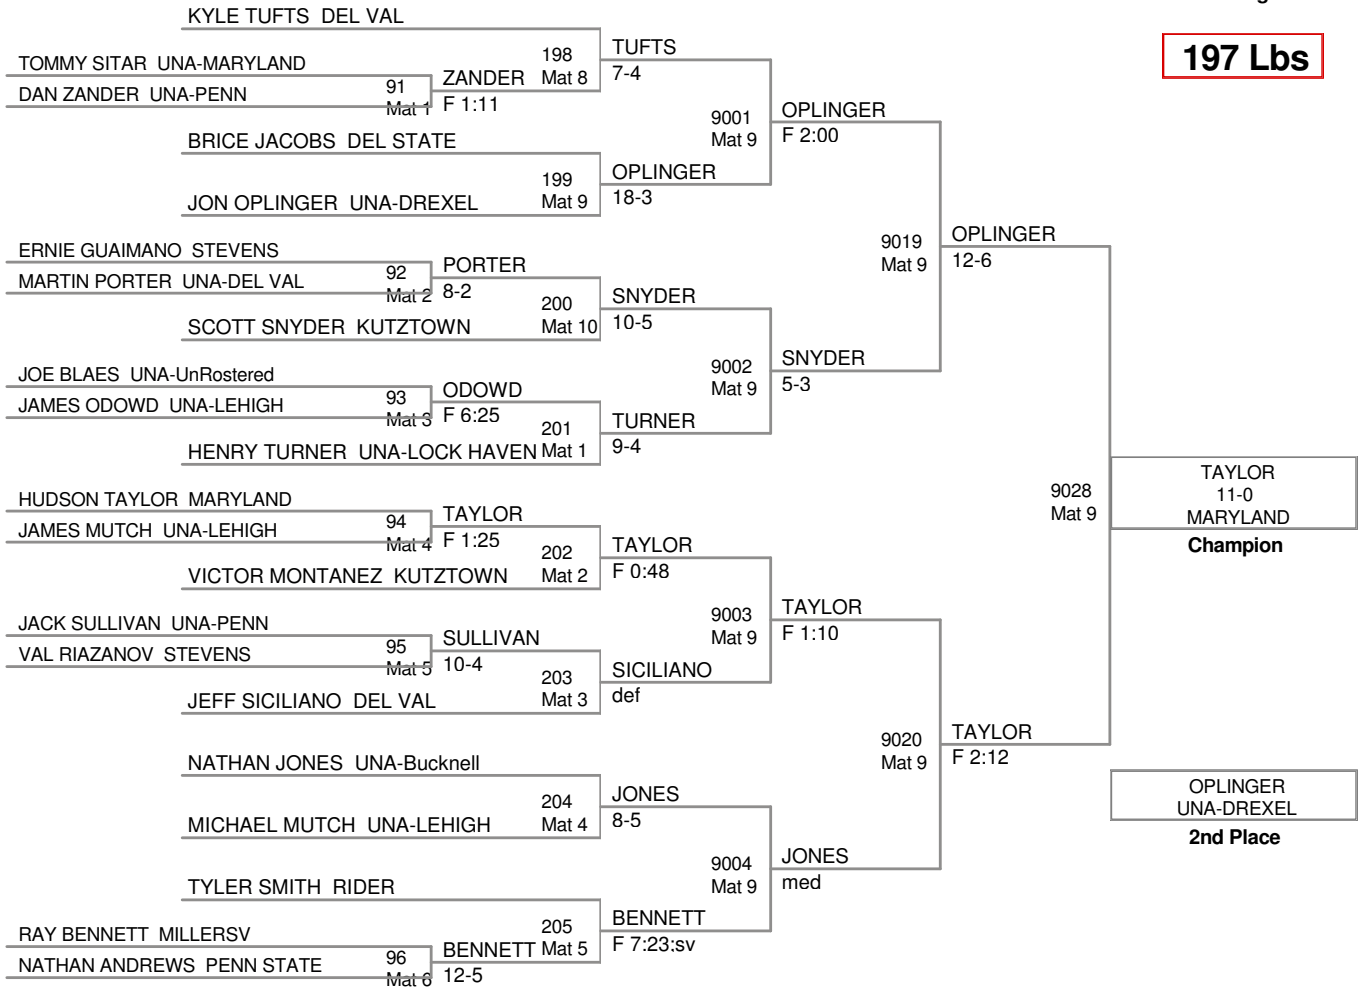 KYLE TUFTS DEL VAL
197 Lbs
TUFTS
198
Mat 8
7-4
TOMMY SITAR UNA-MARYLAND
ZANDER
91
Mat 1
DAN ZANDER UNA-PENN
F 1:11
OPLINGER
9001
Mat 9
F 2:00
BRICE JACOBS DEL STATE
OPLINGER
199
Mat 9
18-3
JON OPLINGER UNA-DREXEL
OPLINGER
9019
Mat 9
12-6
ERNIE GUAIMANO STEVENS
PORTER
92
Mat 2
MARTIN PORTER UNA-DEL VAL
8-2
SNYDER
200
Mat 10
10-5
SCOTT SNYDER KUTZTOWN
SNYDER
9002
Mat 9
5-3
JOE BLAES UNA-UnRostered
ODOWD
93
Mat 3
JAMES ODOWD UNA-LEHIGH
F 6:25
TURNER
201
Mat 1
9-4
HENRY TURNER UNA-LOCK HAVEN
TAYLOR
11-0
MARYLAND
9028
Mat 9
Champion
HUDSON TAYLOR MARYLAND
TAYLOR
94
Mat 4
JAMES MUTCH UNA-LEHIGH
F 1:25
TAYLOR
202
Mat 2
F 0:48
VICTOR MONTANEZ KUTZTOWN
TAYLOR
9003
Mat 9
F 1:10
JACK SULLIVAN UNA-PENN
SULLIVAN
95
Mat 5
VAL RIAZANOV STEVENS
10-4
SICILIANO
203
Mat 3
def
JEFF SICILIANO DEL VAL
TAYLOR
9020
Mat 9
F 2:12
NATHAN JONES UNA-Bucknell
JONES
204
Mat 4
8-5
MICHAEL MUTCH UNA-LEHIGH
OPLINGER
UNA-DREXEL
2nd Place
JONES
9004
Mat 9
med
TYLER SMITH RIDER
BENNETT
205
Mat 5
F 7:23:sv
RAY BENNETT MILLERSV
BENNETT
96
Mat 6
NATHAN ANDREWS PENN STATE
12-5